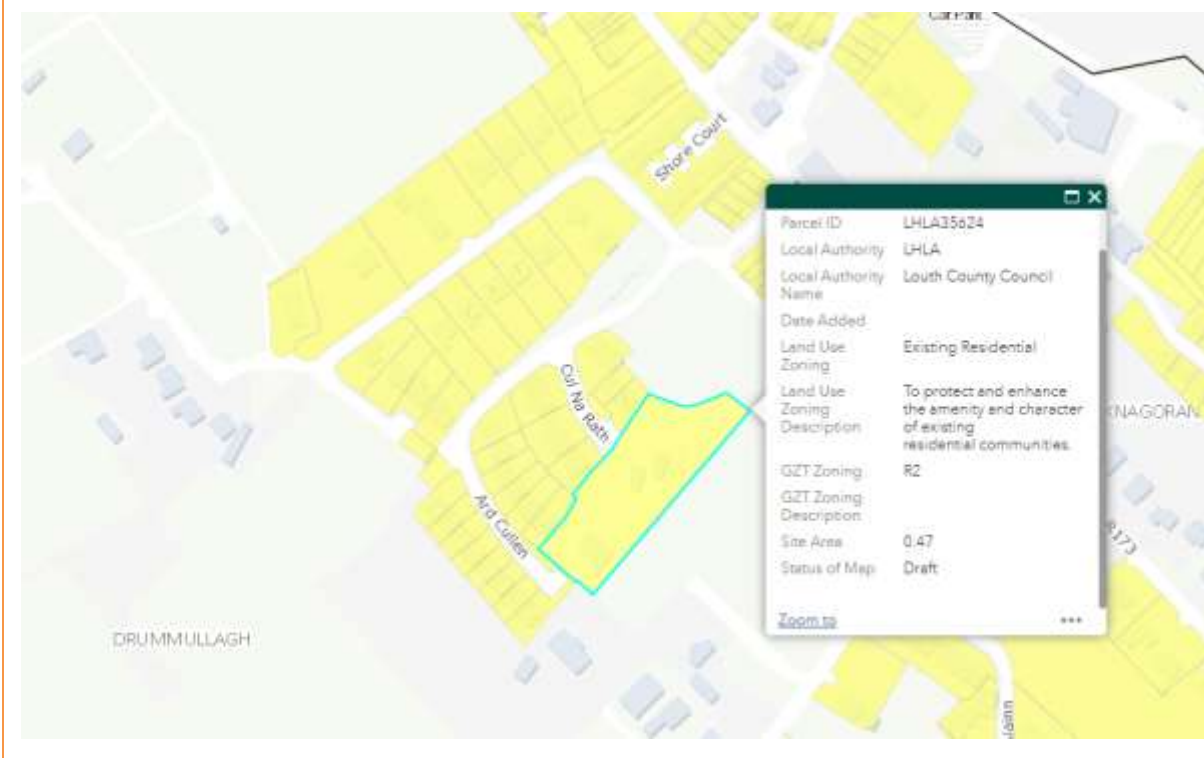 Car Park
Shore Court
Parcel ID LHLA35624
Local Authority LHLA
Local Authority Louth County Council
Name
Date Added
Land Use Existing Residential
Zoning
Land Use To protect and enhance
Zoning the amenity and character
Description of existing
residential communities.
GZT Zoning R2
GZT Zoning
Description
Site Area 0.47
Status of Map Draft
Zoom to
Cúl Na Rath
Ard Cullen
R173
DRUMMULLAGH